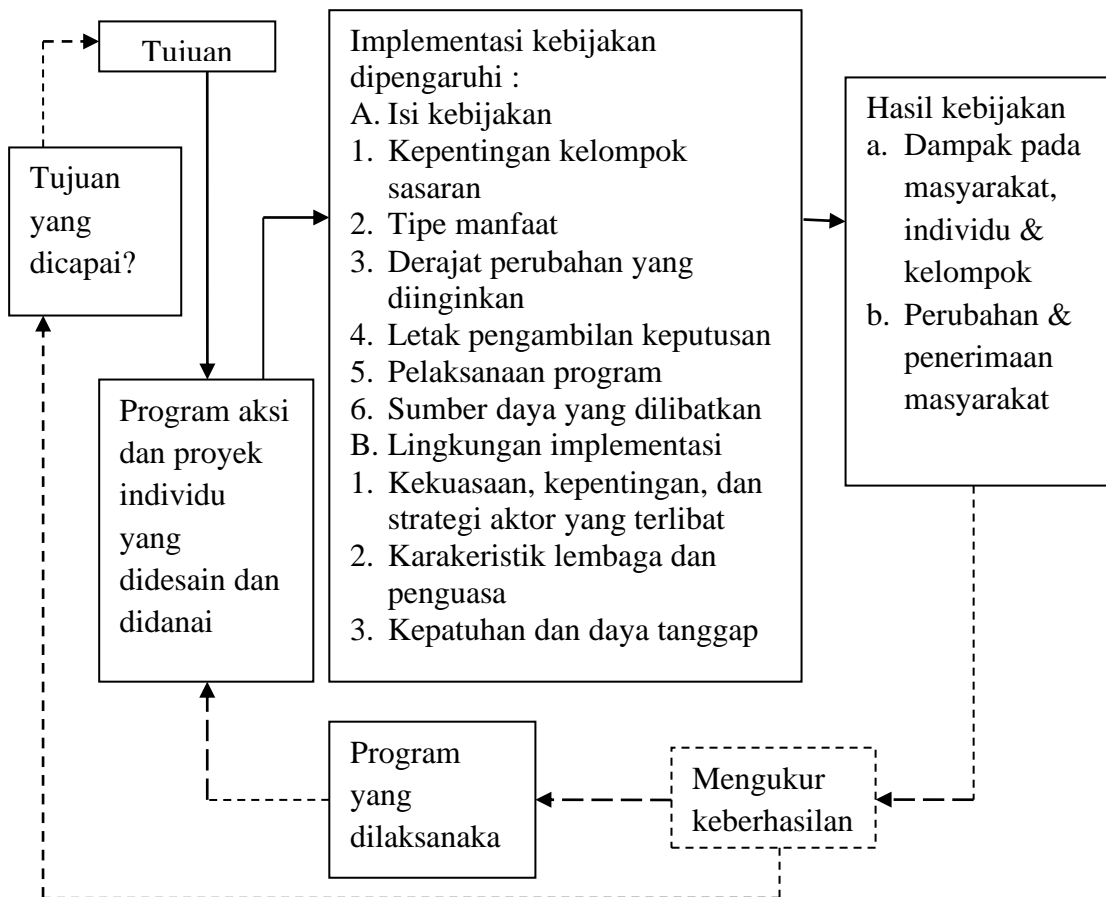 Tujuan
Implementasi kebijakan
dipengaruhi :
A. Isi kebijakan
1. Kepentingan kelompok
sasaran
2. Tipe manfaat
3. Derajat perubahan yang
diinginkan
4. Letak pengambilan keputusan
5. Pelaksanaan program
6. Sumber daya yang dilibatkan
B. Lingkungan implementasi
1. Kekuasaan, kepentingan, dan
strategi aktor yang terlibat
2. Karakeristik lembaga dan
penguasa
3. Kepatuhan dan daya tanggap
Hasil kebijakan
a. Dampak pada
masyarakat,
individu &
kelompok
b. Perubahan &
penerimaan
masyarakat
Tujuan
yang
dicapai?
Program aksi
dan proyek
individu
yang
didesain dan
didanai
Program
yang
dilaksanaka
Mengukur
keberhasilan